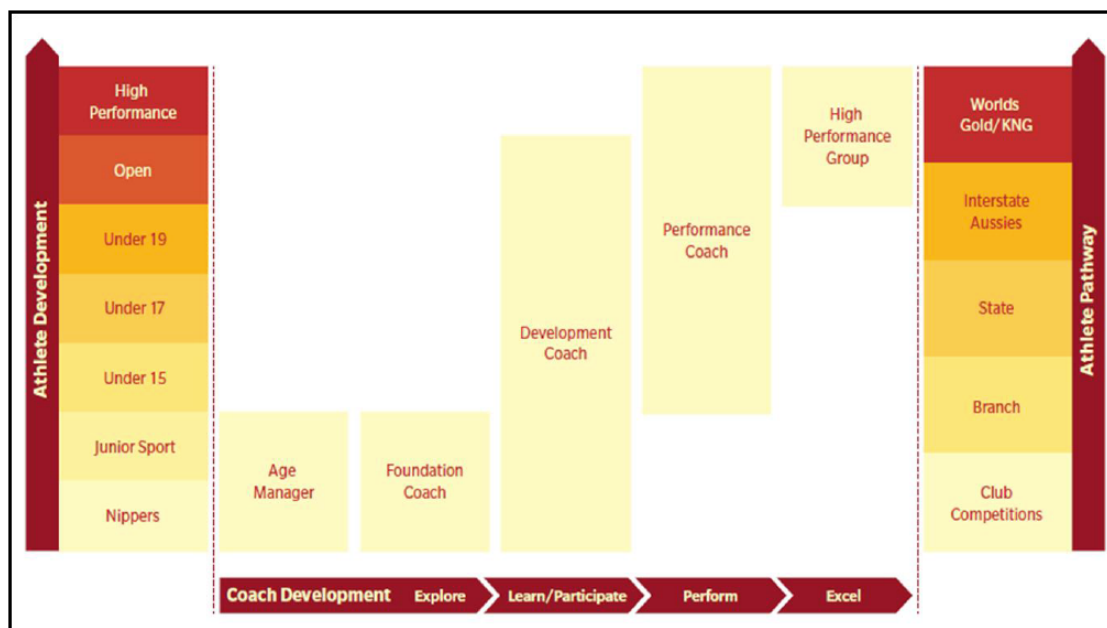 Athlete Development
High
Performance
Open
Under 19
Under 17
Under 15
Junior Sport
Nippers
Age
Manager
Foundation
Coach
Development
Coach
Performance
Coach
High
Performance
Group
Worlds
Gold/KNG
Interstate
Aussies
State
Branch
Club
Competitions
Athlete Pathway
Coach Development Explore Learn/Participate Perform Excel